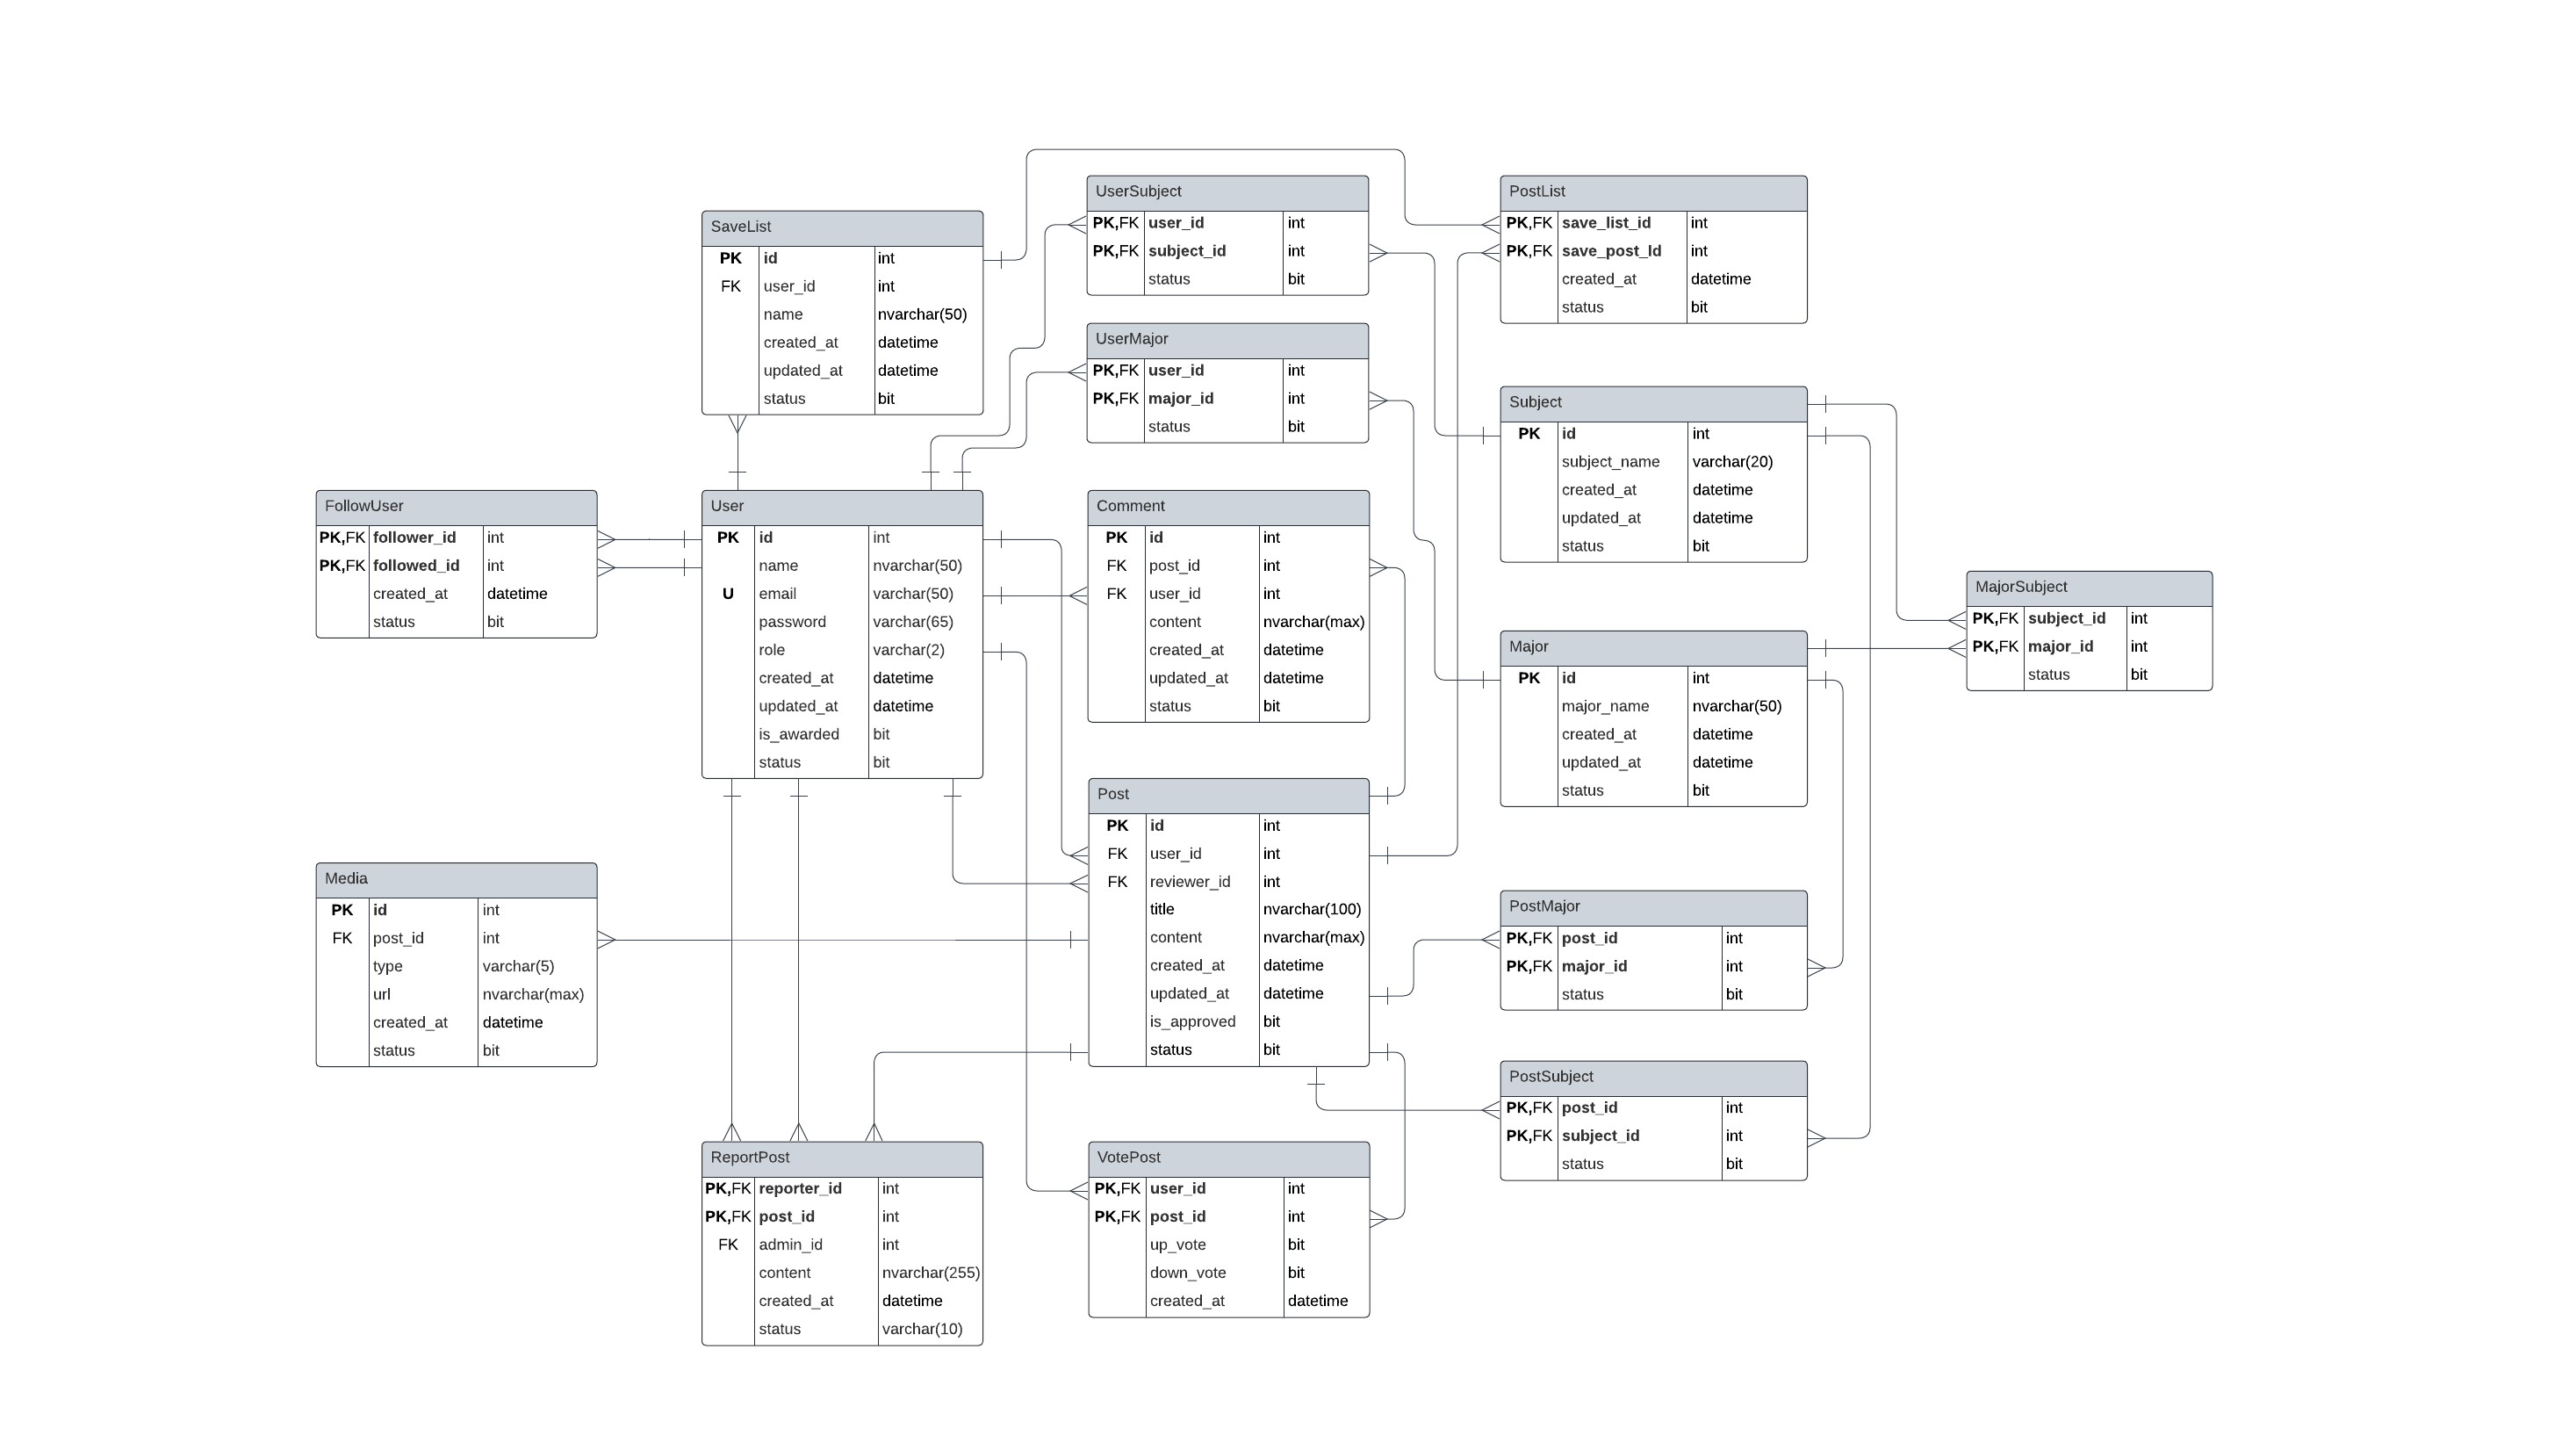 SaveList
PK id int
FK user_id int
name nvarchar(50)
created_at datetime
updated_at datetime
status bit
UserSubject
PK,FK user_id int
PK,FK subject_id int
status bit
PostList
PK,FK save_list_id int
PK,FK save_post_Id int
created_at datetime
status bit
UserMajor
PK,FK user_id int
PK,FK major_id int
status bit
Subject
PK id int
subject_name varchar(20)
created_at datetime
updated_at datetime
status bit
FollowUser
PK,FK follower_id int
PK,FK followed_id int
created_at datetime
status bit
User
PK id int
name nvarchar(50)
U email varchar(50)
password varchar(65)
role varchar(2)
created_at datetime
updated_at datetime
is_awarded bit
status bit
Comment
PK id int
FK post_id int
FK user_id int
content nvarchar(max)
created_at datetime
updated_at datetime
status bit
MajorSubject
PK,FK subject_id int
PK,FK major_id int
status bit
Major
PK id int
major_name nvarchar(50)
created_at datetime
updated_at datetime
status bit
Post
PK id int
FK user_id int
FK reviewer_id int
title nvarchar(100)
content nvarchar(max)
created_at datetime
updated_at datetime
is_approved bit
status bit
Media
PK id int
FK post_id int
type varchar(5)
url nvarchar(max)
created_at datetime
status bit
PostMajor
PK,FK post_id int
PK,FK major_id int
status bit
PostSubject
PK,FK post_id int
PK,FK subject_id int
status bit
ReportPost
PK,FK reporter_id int
PK,FK post_id int
FK admin_id int
content nvarchar(255)
created_at datetime
status varchar(10)
VotePost
PK,FK user_id int
PK,FK post_id int
up_vote bit
down_vote bit
created_at datetime